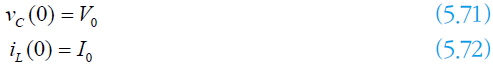 v_C(0) = V_0 (5.71)
i_L(0) = I_0 (5.72)